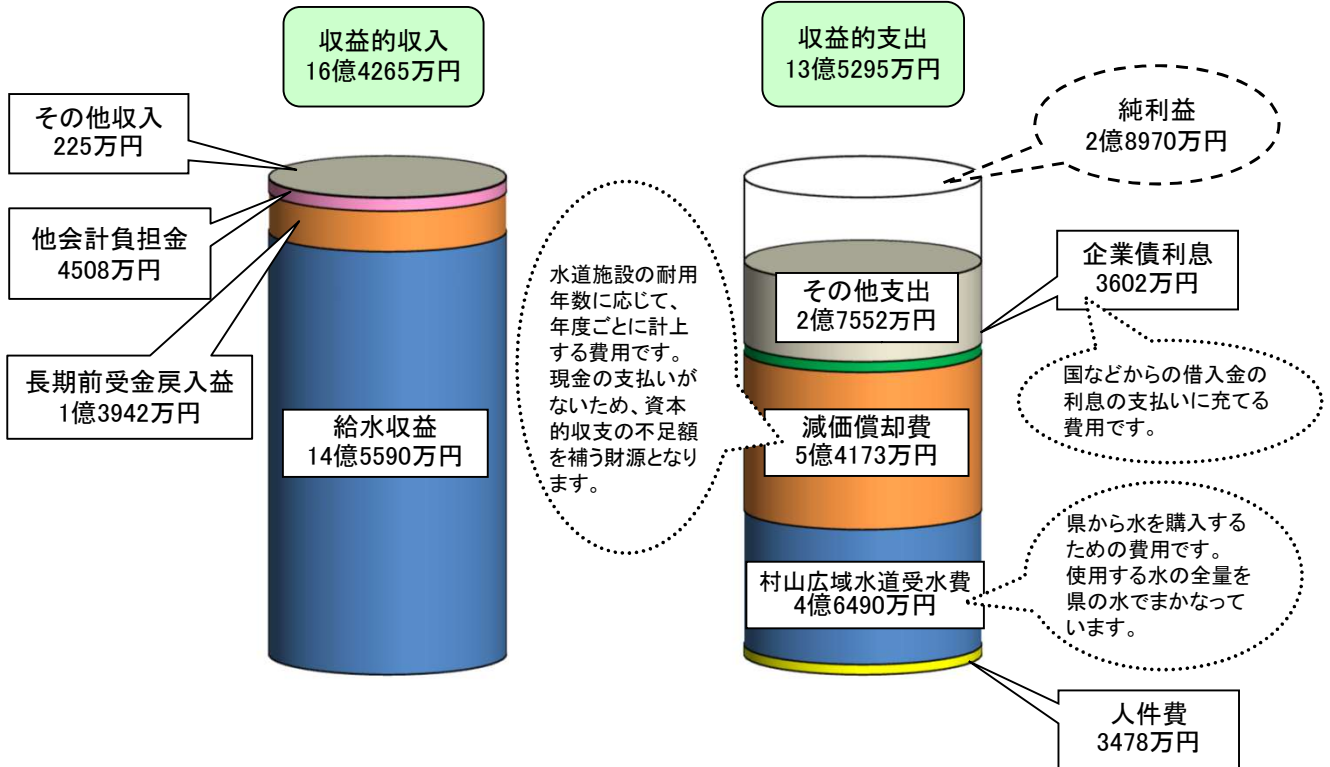 収益的収入
16億4265万円
収益的支出
13億5295万円
その他収入
225万円
他会計負担金
4508万円
長期前受金戻入益
1億3942万円
給水収益
14億5590万円
水道施設の耐用
年数に応じて、
年度ごとに計上
する費用です。
現金の支払いが
ないため、資本
的収支の不足額
を補う財源となり
ます。
純利益
2億8970万円
企業債利息
3602万円
国などからの借入金の
利息の支払いに充てる
費用です。
その他支出
2億7552万円
減価償却費
5億4173万円
村山広域水道受水費
4億6490万円
県から水を購入する
ための費用です。
使用する水の全量を
県の水でまかなって
います。
人件費
3478万円